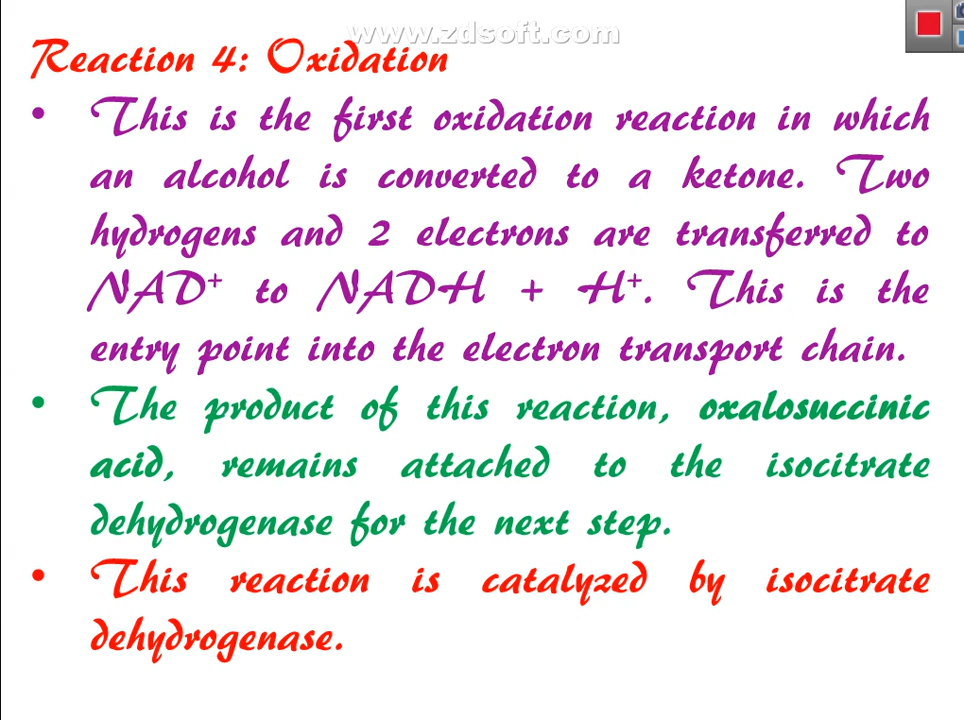 www.zdsoft.com
Reaction 4: Oxidation
• This is the first oxidation reaction in which
an alcohol is converted to a ketone. Two
hydrogens and 2 electrons are transferred to
NAD⁺ to NADH + H⁺. This is the
entry point into the electron transport chain.
• The product of this reaction, oxalosuccinic
acid, remains attached to the isocitrate
dehydrogenase for the next step.
• This reaction is catalyzed by isocitrate
dehydrogenase.